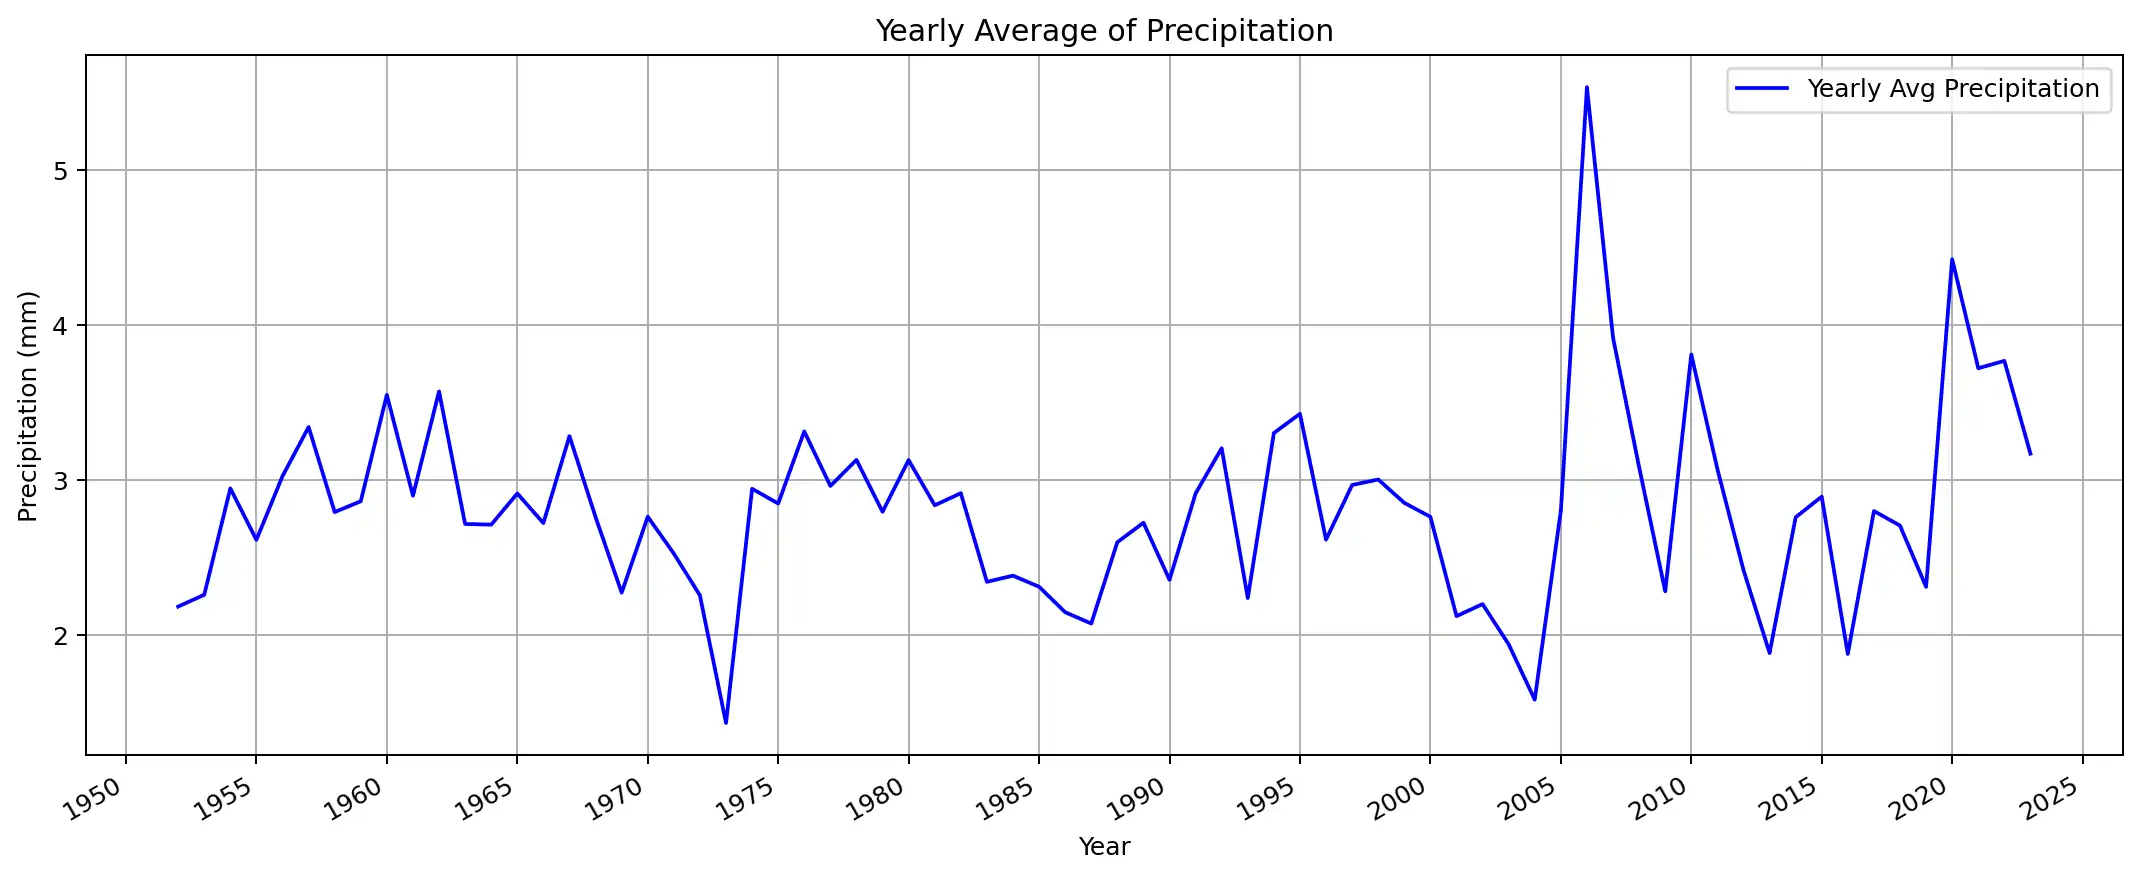 Yearly Average of Precipitation
Yearly Avg Precipitation
Precipitation (mm)
5
4
3
2
1950 1955 1960 1965 1970 1975 1980 1985 1990 1995 2000 2005 2010 2015 2020 2025
Year